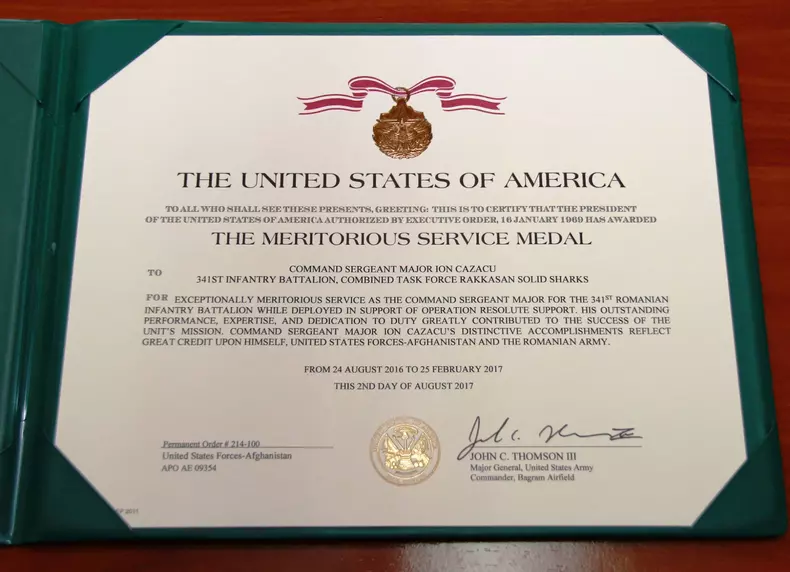 THE UNITED STATES OF AMERICA
TO ALL WHO SHALL SEE THESE PRESENTS, GREETING: THIS IS TO CERTIFY THAT THE PRESIDENT
OF THE UNITED STATES OF AMERICA AUTHORIZED BY EXECUTIVE ORDER, 16 JANUARY 1969 HAS AWARDED
THE MERITORIOUS SERVICE MEDAL
TO COMMAND SERGEANT MAJOR ION CAZACU
341ST INFANTRY BATTALION, COMBINED TASK FORCE RAKKASAN SOLID SHARKS
FOR EXCEPTIONALLY MERITORIOUS SERVICE AS THE COMMAND SERGEANT MAJOR FOR THE 341ST ROMANIAN
INFANTRY BATTALION WHILE DEPLOYED IN SUPPORT OF OPERATION RESOLUTE SUPPORT. HIS OUTSTANDING
PERFORMANCE, EXPERTISE, AND DEDICATION TO DUTY GREATLY CONTRIBUTED TO THE SUCCESS OF THE
UNIT'S MISSION. COMMAND SERGEANT MAJOR ION CAZACU'S DISTINCTIVE ACCOMPLISHMENTS REFLECT
GREAT CREDIT UPON HIMSELF, UNITED STATES FORCES-AFGHANISTAN AND THE ROMANIAN ARMY.
FROM 24 AUGUST 2016 TO 25 FEBRUARY 2017
THIS 2ND DAY OF AUGUST 2017
Permanent Order # 214-100
United States Forces-Afghanistan
APO AE 09354
JOHN C. THOMSON III
Major General, United States Army
Commander, Bagram Airfield